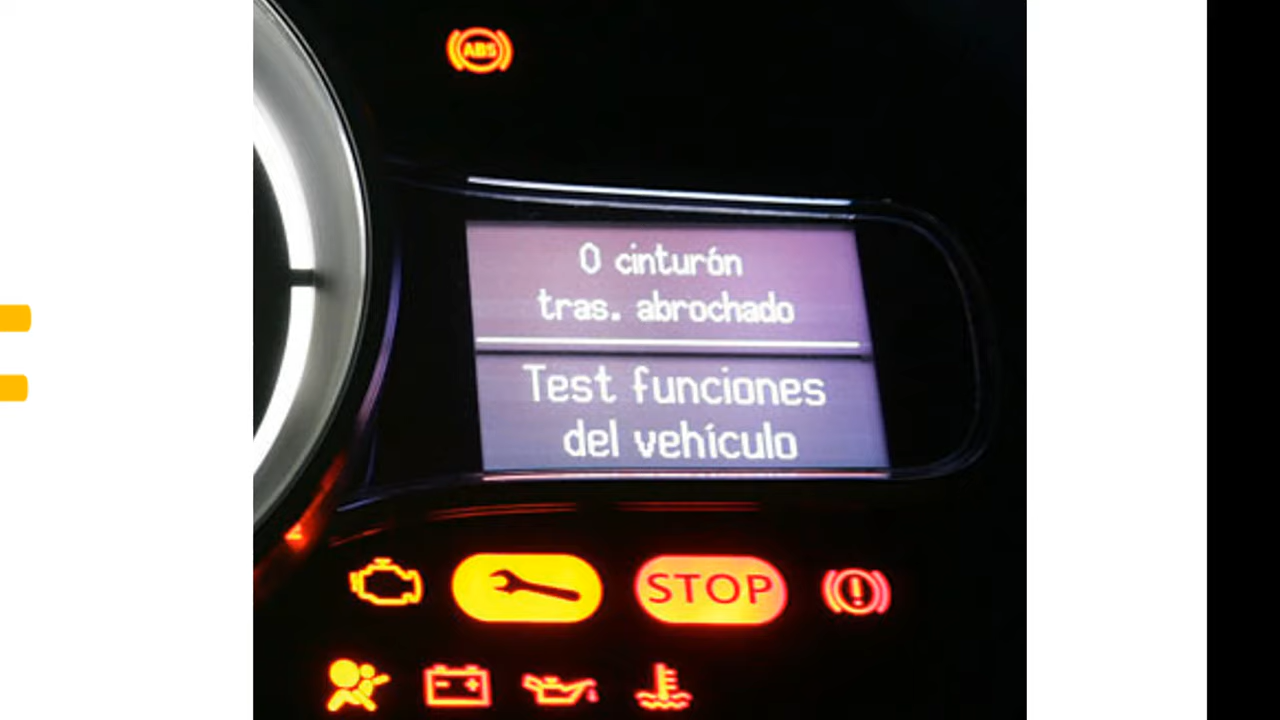 ABS
0 cinturón
tras. abrochado
Test funciones
del vehículo
STOP